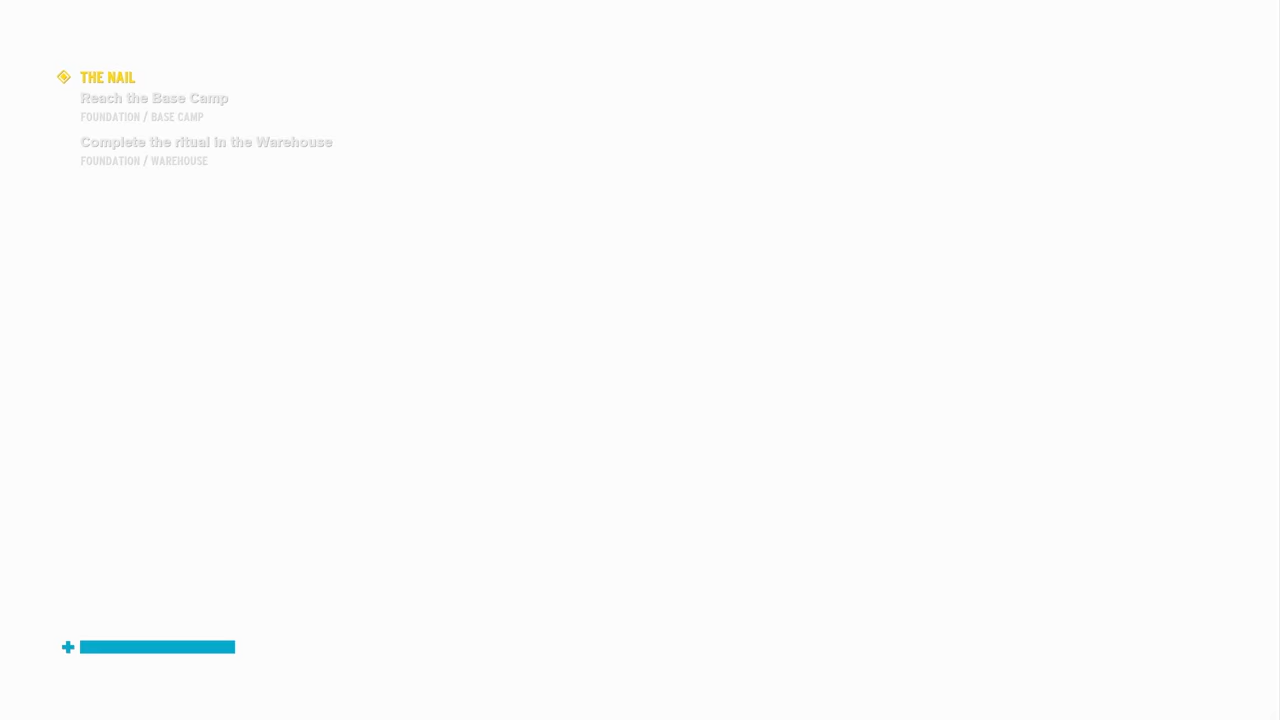 THE NAIL
Reach the Base Camp
FOUNDATION / BASE CAMP
Complete the ritual in the Warehouse
FOUNDATION / WAREHOUSE